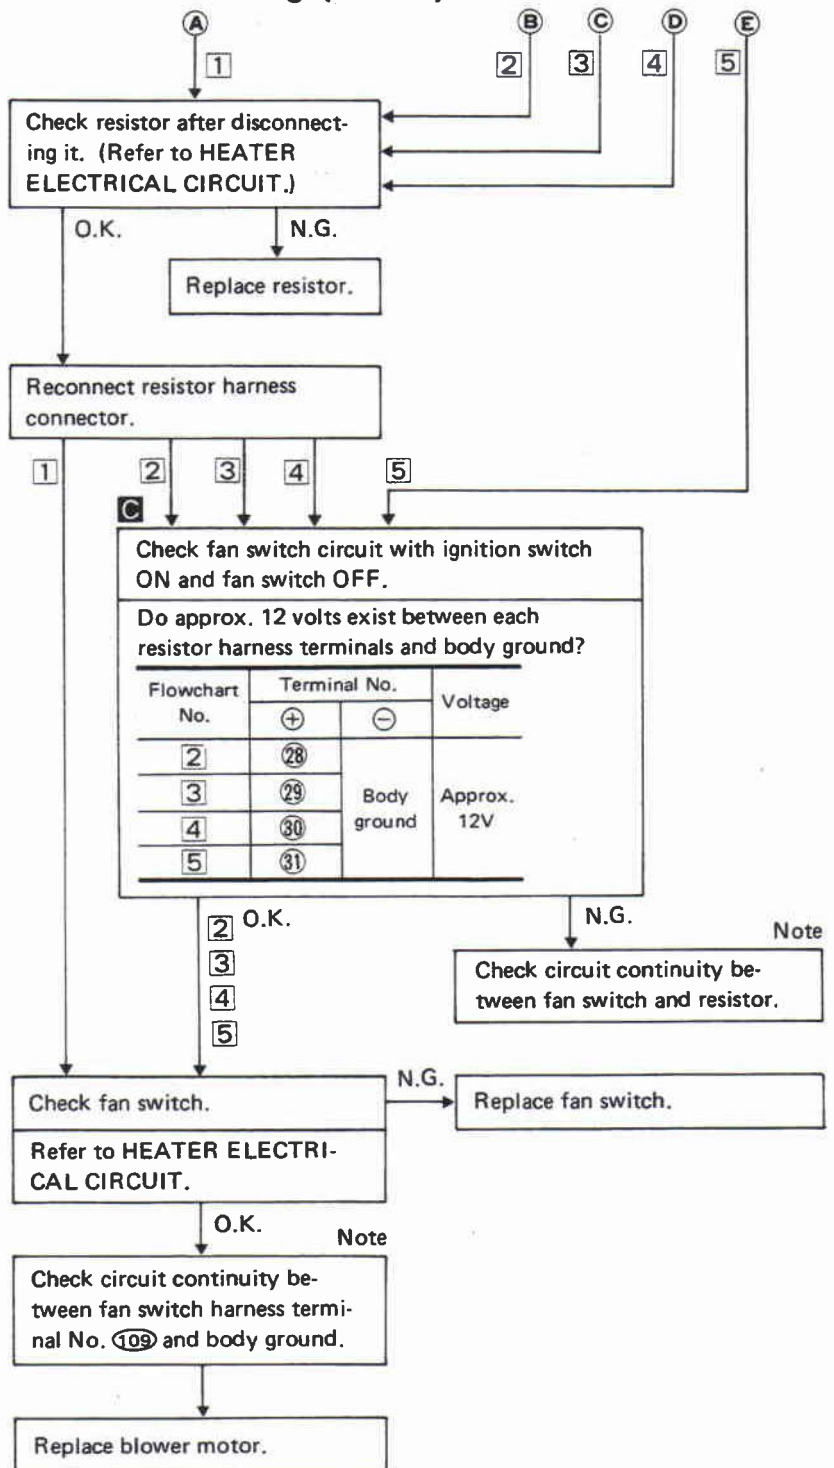 A B C D E
1 2 3 4 5
Check resistor after disconnect-
ing it. (Refer to HEATER
ELECTRICAL CIRCUIT.)
O.K. N.G.
Replace resistor.
Reconnect resistor harness
connector.
1 2 3 4 5
C
Check fan switch circuit with ignition switch
ON and fan switch OFF.
Do approx. 12 volts exist between each
resistor harness terminals and body ground?
Flowchart No. Terminal No. Voltage
⊕ ⊖
2 28
3 29 Body Approx.
4 30 ground 12V
5 31
2 O.K. N.G.
3 Note
4 Check circuit continuity be-
5 tween fan switch and resistor.
Check fan switch. N.G. Replace fan switch.
Refer to HEATER ELECTRI-
CAL CIRCUIT.
O.K. Note
Check circuit continuity be-
tween fan switch harness termi-
nal No. 109 and body ground.
Replace blower motor.